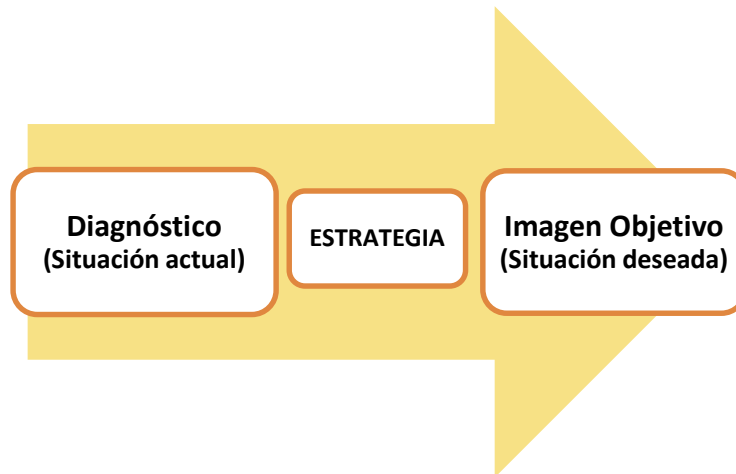 Diagnóstico
(Situación actual)
ESTRATEGIA
Imagen Objetivo
(Situación deseada)